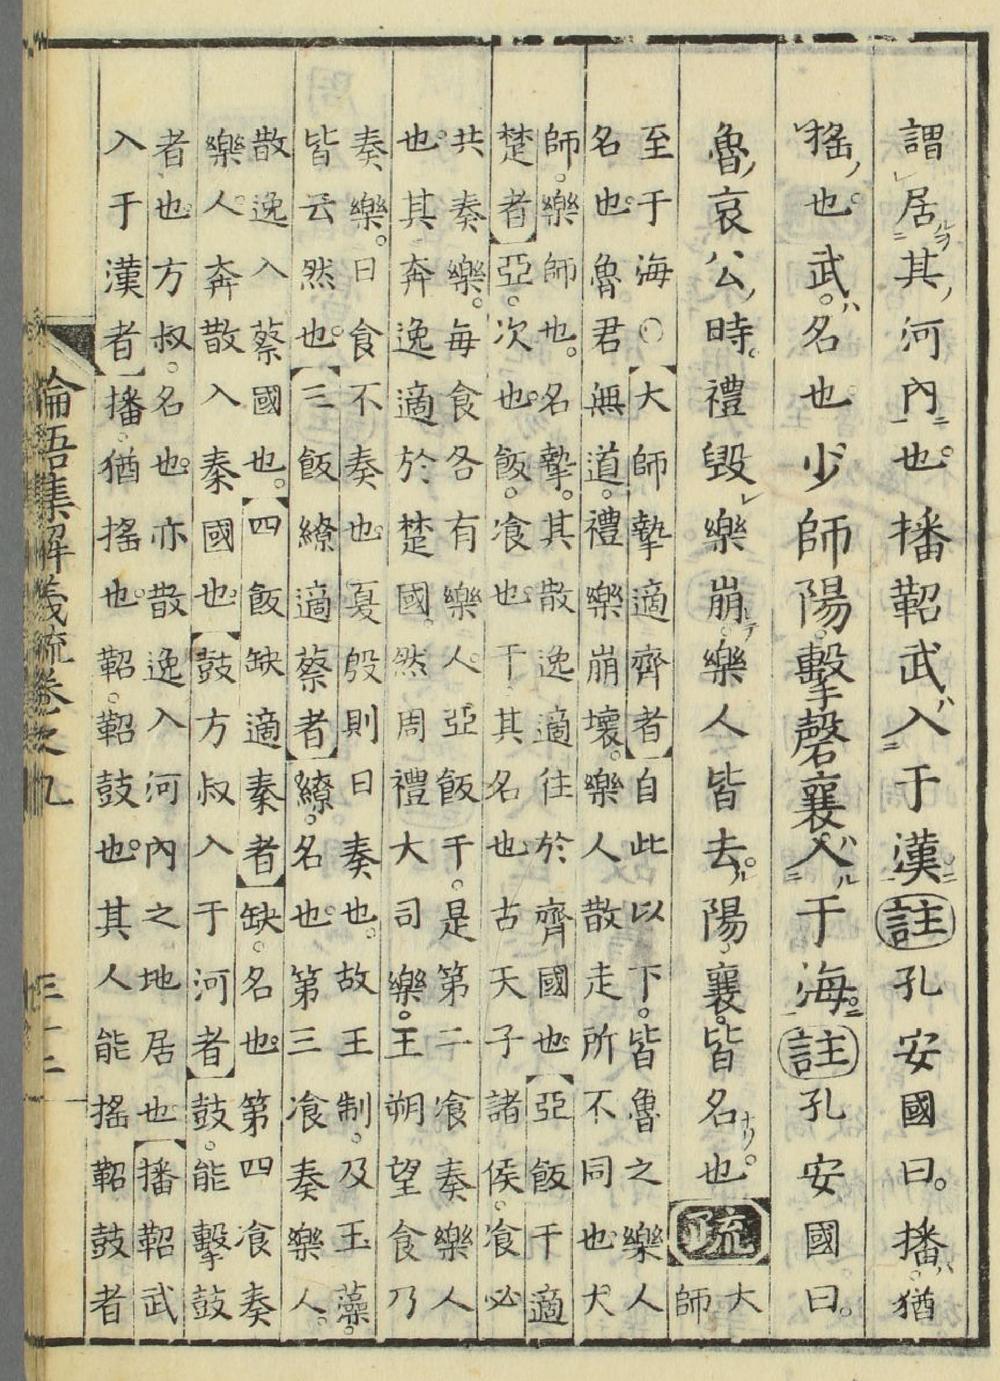 謂居其河內也播鞀武入于漢註孔安國曰播猶
搖也武名也少師陽擊磬襄入于海註孔安國曰
魯哀公時禮毀樂崩樂人皆去陽襄皆名也疏大
師
至于海○【大師摯適齊者】自此以下皆魯之樂人
名也魯君無道禮樂崩壞樂人散走所不同也大
師樂師也名摯其散逸適往於齊國也【亞飯干適
楚者】亞次也飯飡也干其名也古天子諸侯飡必
共奏樂每食各有樂人亞飯干是第二飡奏樂人
也其奔逸適於楚國然周禮大司樂王朔望食乃
奏樂日食不奏也夏殷則日奏也故王制及玉藻
皆云然也【三飯繚適蔡者】繚名也第三飡奏樂人
散逸入蔡國也【四飯缺適秦者】缺名也第四飡奏
樂人奔散入秦國也【鼓方叔入于河者】鼓能擊鼓
者也方叔名也亦散逸入河內之地居也【播鞀武
入于漢者】播猶搖也鞀鞀鼓也其人能搖鞀鼓者
論語集解義疏卷之九
三十二